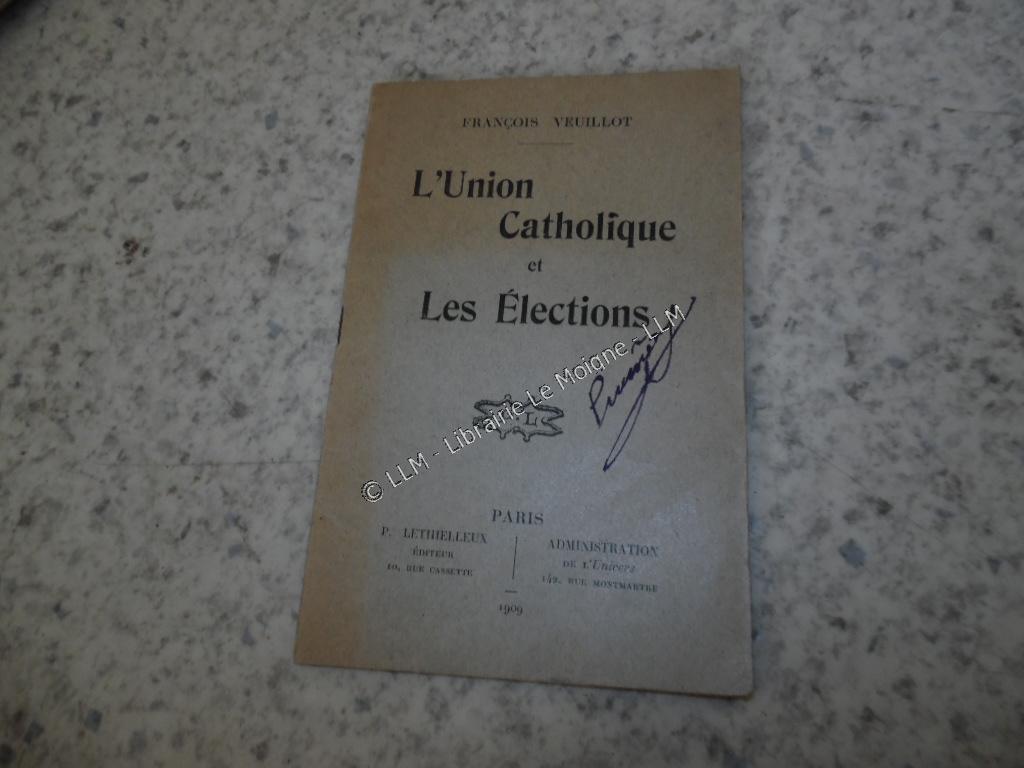 FRANÇOIS VEUILLOT
L'Union
Catholique
et
Les Élections
© LLM - Librairie-Le Moigne - LLM
PARIS
P. LETHIELLEUX
ÉDITEUR
10, RUE CASSETTE
ADMINISTRATION
DE L'Univers
142, RUE MONTMARTRE
1909